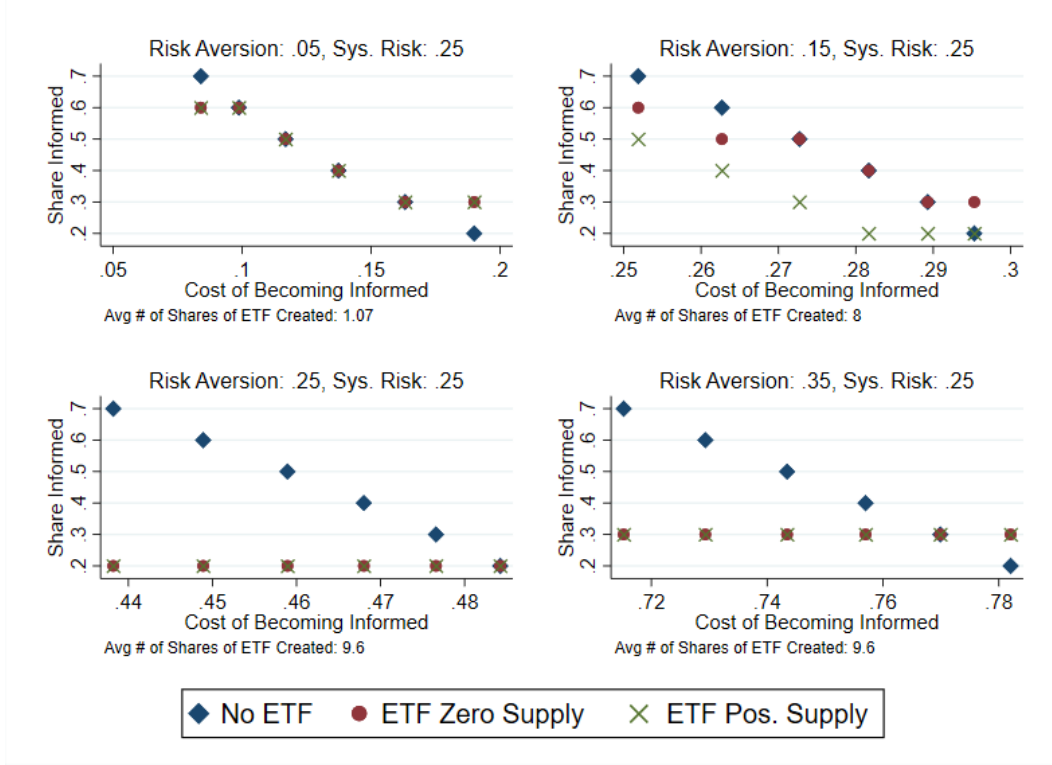 Risk Aversion: .05, Sys. Risk: .25
Share Informed
.7
.6
.5
.4
.3
.2
.05 .1 .15 .2
Cost of Becoming Informed
Avg # of Shares of ETF Created: 1.07
Risk Aversion: .15, Sys. Risk: .25
Share Informed
.7
.6
.5
.4
.3
.2
.25 .26 .27 .28 .29 .3
Cost of Becoming Informed
Avg # of Shares of ETF Created: 8
Risk Aversion: .25, Sys. Risk: .25
Share Informed
.7
.6
.5
.4
.3
.2
.44 .45 .46 .47 .48
Cost of Becoming Informed
Avg # of Shares of ETF Created: 9.6
Risk Aversion: .35, Sys. Risk: .25
Share Informed
.7
.6
.5
.4
.3
.2
.72 .74 .76 .78
Cost of Becoming Informed
Avg # of Shares of ETF Created: 9.6
No ETF ETF Zero Supply ETF Pos. Supply